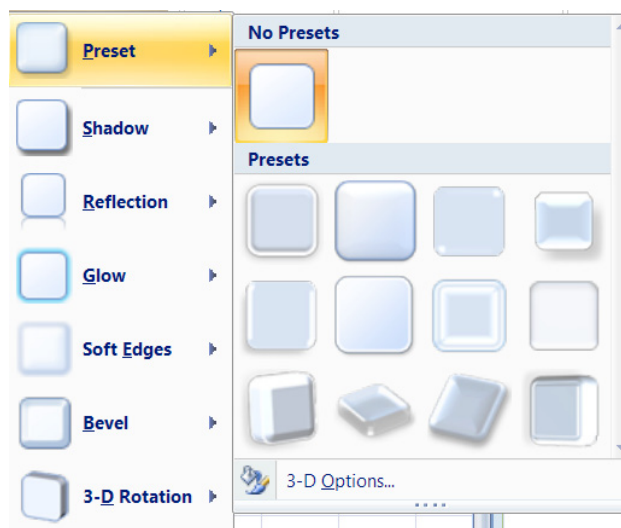 Preset
Shadow
Reflection
Glow
Soft Edges
Bevel
3-D Rotation
No Presets
Presets
3-D Options...